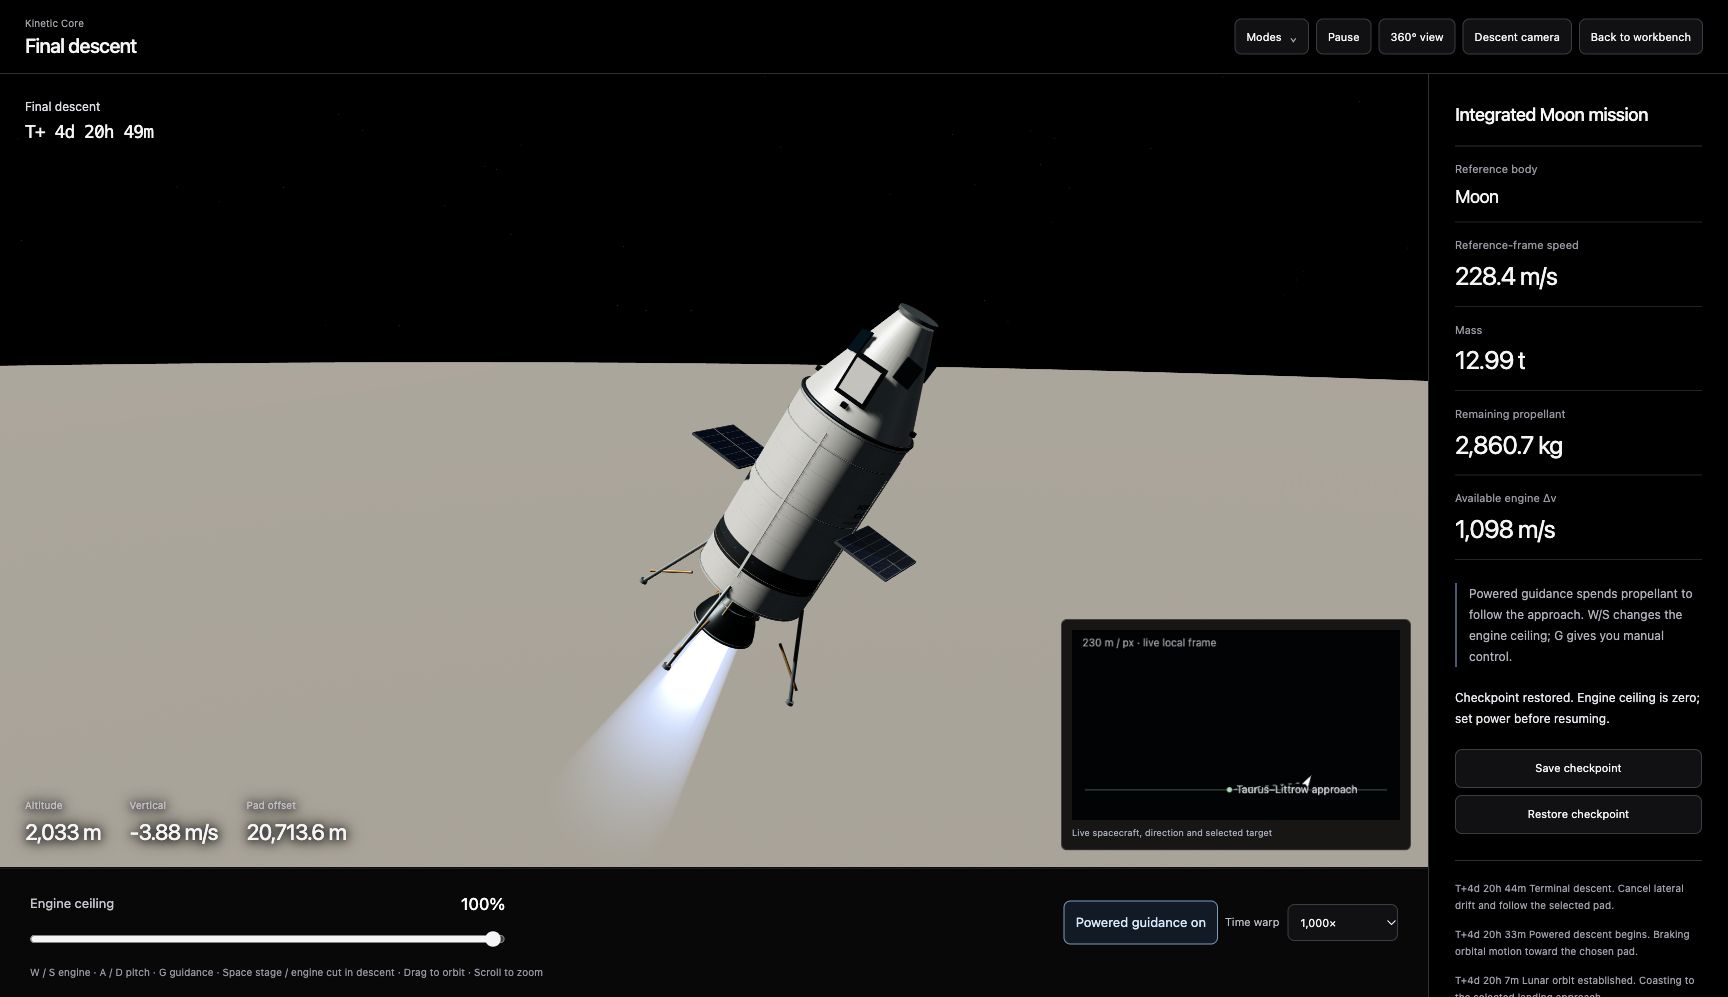 Kinetic Core
Final descent
Modes
Pause
360° view
Descent camera
Back to workbench
Final descent
T+ 4d 20h 49m
Altitude
2,033 m
Vertical
-3.88 m/s
Pad offset
20,713.6 m
230 m / px · live local frame
Taurus-Littrow approach
Live spacecraft, direction and selected target
Engine ceiling
100%
W / S engine · A / D pitch · G guidance · Space stage / engine cut in descent · Drag to orbit · Scroll to zoom
Powered guidance on
Time warp
1,000×
Integrated Moon mission
Reference body
Moon
Reference-frame speed
228.4 m/s
Mass
12.99 t
Remaining propellant
2,860.7 kg
Available engine Δv
1,098 m/s
Powered guidance spends propellant to
follow the approach. W/S changes the
engine ceiling; G gives you manual
control.
Checkpoint restored. Engine ceiling is zero;
set power before resuming.
Save checkpoint
Restore checkpoint
T+4d 20h 44m Terminal descent. Cancel lateral
drift and follow the selected pad.
T+4d 20h 33m Powered descent begins. Braking
orbital motion toward the chosen pad.
T+4d 20h 7m Lunar orbit established. Coasting to
the selected landing approach.